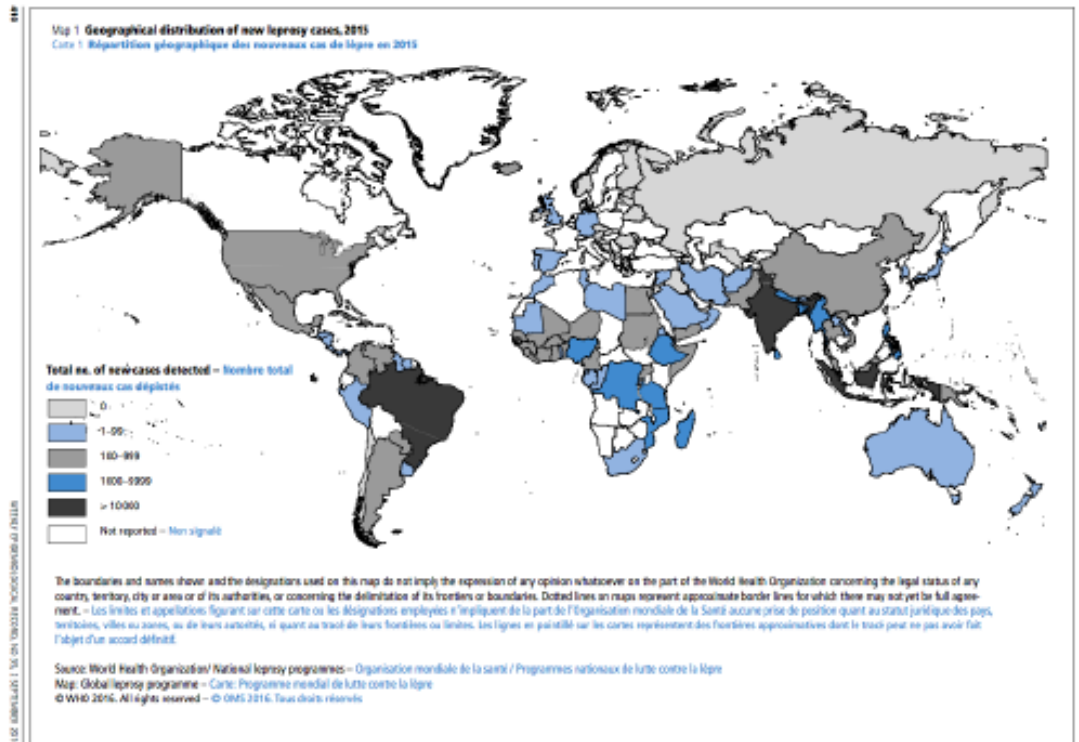 Map 1 Geographical distribution of new leprosy cases, 2015
Carte 1 Répartition géographique des nouveaux cas de lèpre en 2015
Total no. of new cases detected – Nombre total
de nouveaux cas dépistés
0
1–99
100–999
1000–9999
≥ 10 000
Not reported – Non signalé
The boundaries and names shown and the designations used on this map do not imply the expression of any opinion whatsoever on the part of the World Health Organization concerning the legal status of any
country, territory, city or area or of its authorities, or concerning the delimitation of its frontiers or boundaries. Dotted lines on maps represent approximate border lines for which there may not yet be full agree-
ment. – Les limites et appellations figurant sur cette carte ou les désignations employées n'impliquent de la part de l'Organisation mondiale de la Santé aucune prise de position quant au statut juridique des pays,
territoires, villes ou zones, ou de leurs autorités, ni quant au tracé de leurs frontières ou limites. Les lignes en pointillé sur les cartes représentent des frontières approximatives dont le tracé peut ne pas avoir fait
l'objet d'un accord définitif.
Source: World Health Organization/ National leprosy programmes – Organisation mondiale de la santé / Programmes nationaux de lutte contre la lèpre
Map: Global leprosy programme – Carte: Programme mondial de lutte contre la lèpre
© WHO 2016. All rights reserved – © OMS 2016. Tous droits réservés
WEEKLY EPIDEMIOLOGICAL RECORD, NO 35, 2 SEPTEMBER 201